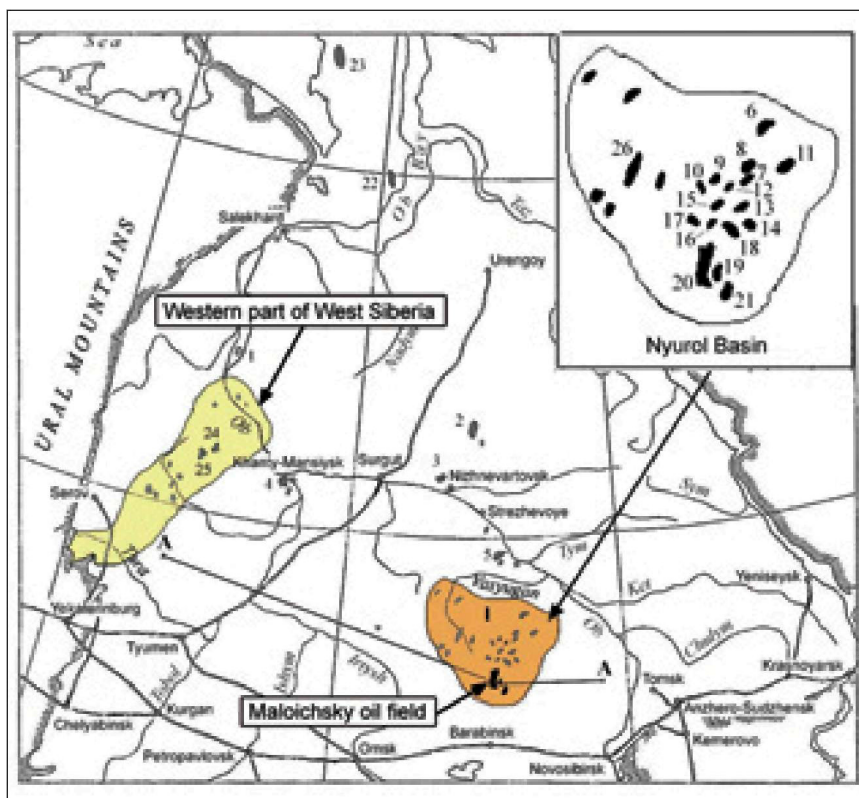 Sea
23
22
Ob
Salekhard
Urengoy
URAL MOUNTAINS
Western part of West Siberia
1
Ob
24
25
Khanty-Mansiysk
4
Surgut
2
3
Nizhnevartovsk
Strezhevoye
5
Tym
Sym
Ket
Yeniseysk
Serov
A
Yekaterinburg
Tyumen
Irtysh
Ishym
Tobol
Chelyabinsk
Kurgan
Petropavlovsk
Omsk
Barabinsk
Novosibirsk
I
Ob
A
Maloichsky oil field
Tomsk
Chulym
Krasnoyarsk
Anzhero-Sudzhensk
Kemerovo
6
8
11
7
9
10
12
26
15
13
17
14
16
18
19
20
21
Nyurol Basin